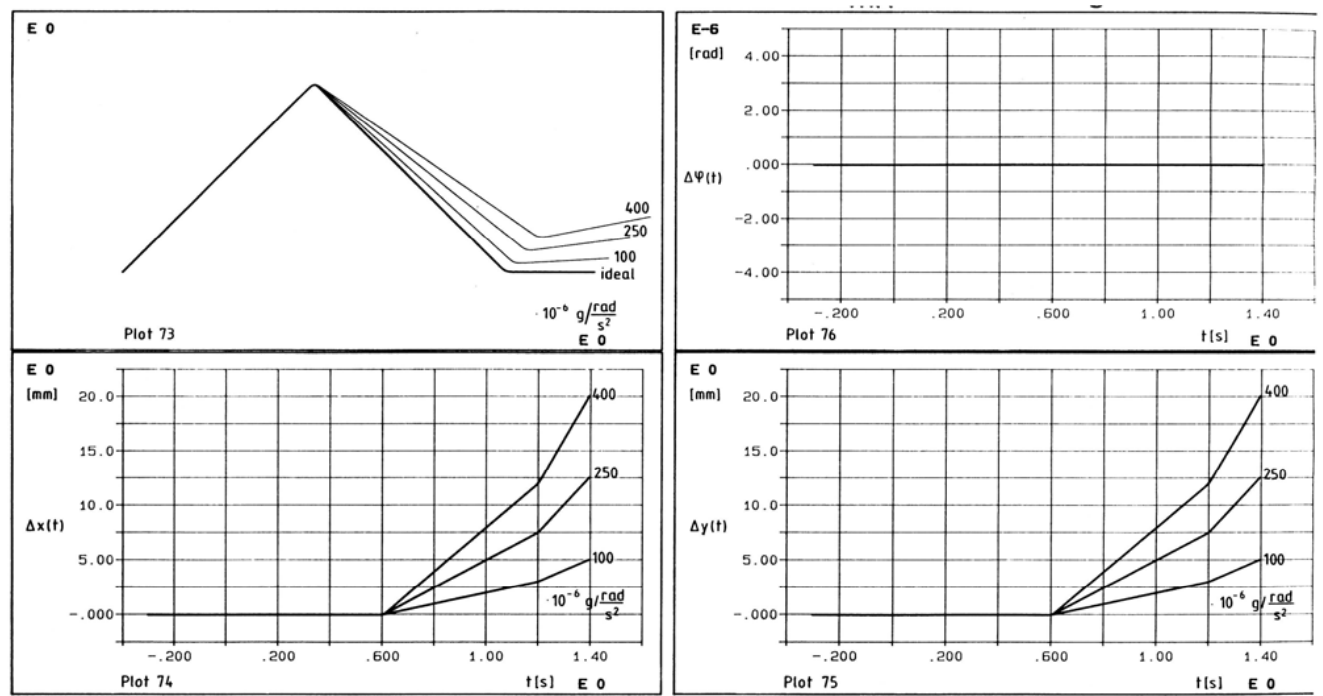 E 0
400
250
100
ideal
· 10⁻⁶ g/rad/s²
Plot 73
E 0
E-6
[rad]
4.00
2.00
.000
Δφ(t)
-2.00
-4.00
-.200 .200 .600 1.00 1.40
Plot 76
t[s] E 0
E 0
[mm]
20.0
15.0
10.0
Δx(t)
5.00
-.000
400
250
100
· 10⁻⁶ g/rad/s²
-.200 .200 .600 1.00 1.40
Plot 74
t[s] E 0
E 0
[mm]
20.0
15.0
10.0
Δy(t)
5.00
-.000
400
250
100
· 10⁻⁶ g/rad/s²
-.200 .200 .600 1.00 1.40
Plot 75
t[s] E 0